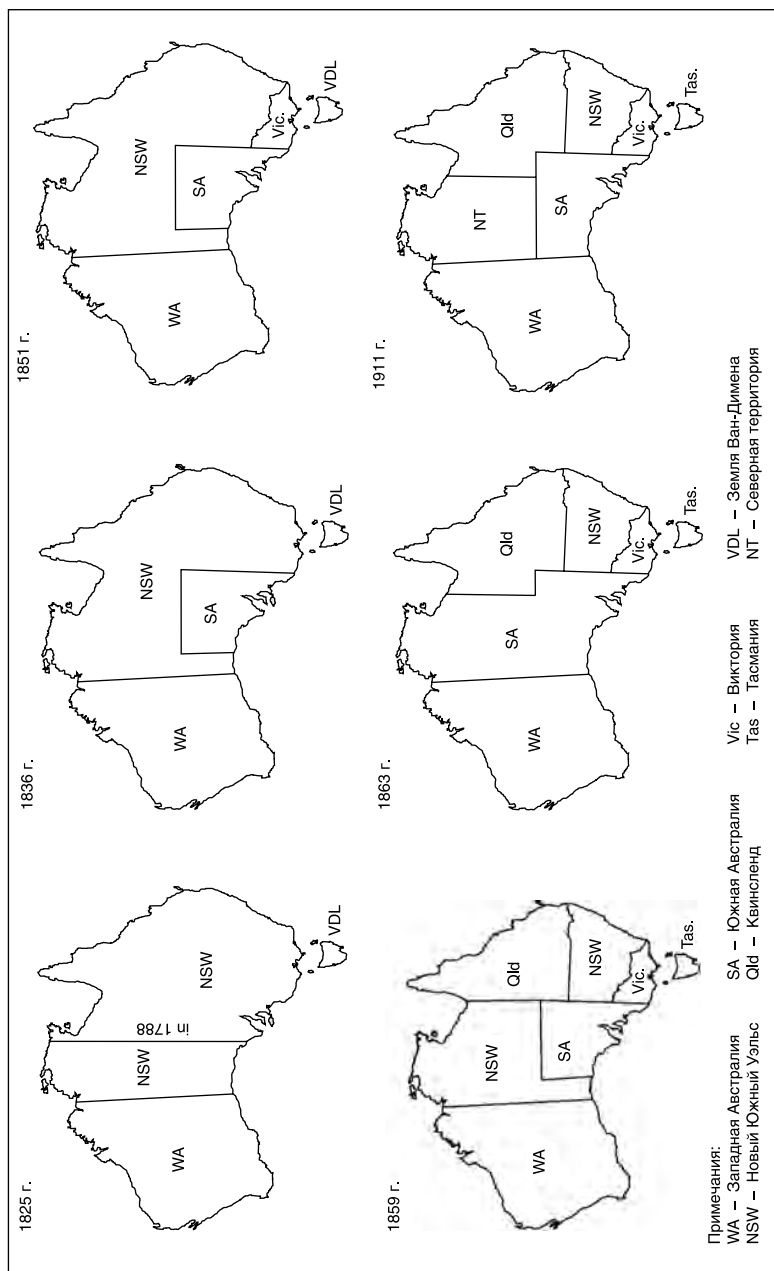 1825 г.
WA
NSW
in 1788
NSW
VDL
1836 г.
WA
NSW
SA
VDL
1851 г.
WA
NSW
SA
Vic.
VDL
1859 г.
WA
NSW
SA
Qld
NSW
Vic.
Tas.
1863 г.
WA
SA
Qld
NSW
Vic.
Tas.
1911 г.
WA
NT
SA
Qld
NSW
Vic.
Tas.
Примечания:
WA – Западная Австралия
NSW – Новый Южный Уэльс
SA – Южная Австралия
Qld – Квинсленд
Vic – Виктория
Tas – Тасмания
VDL – Земля Ван-Димена
NT – Северная территория